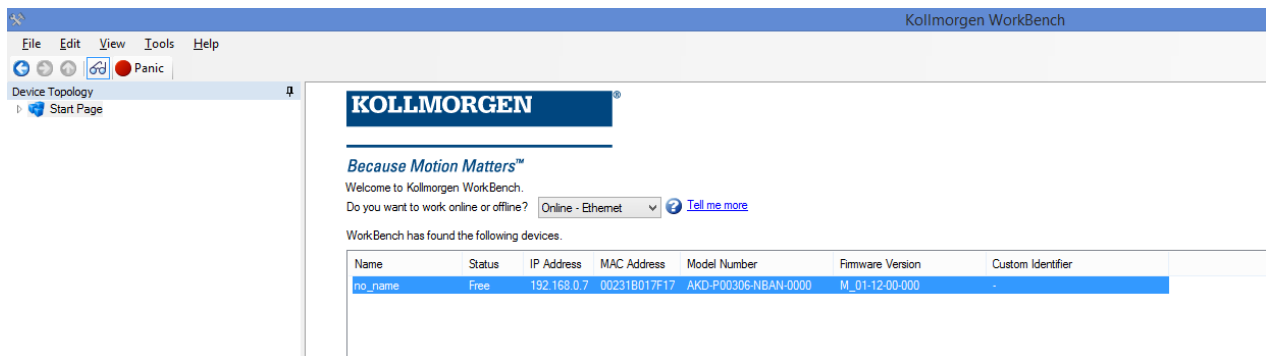 Kollmorgen WorkBench
File Edit View Tools Help
Panic
Device Topology
Start Page
KOLLMORGEN®
Because Motion Matters™
Welcome to Kollmorgen WorkBench.
Do you want to work online or offline? Online - Ethernet Tell me more
WorkBench has found the following devices.
Name Status IP Address MAC Address Model Number Firmware Version Custom Identifier
no_name Free 192.168.0.7 00231B017F17 AKD-P00306-NBAN-0000 M_01-12-00-000 -